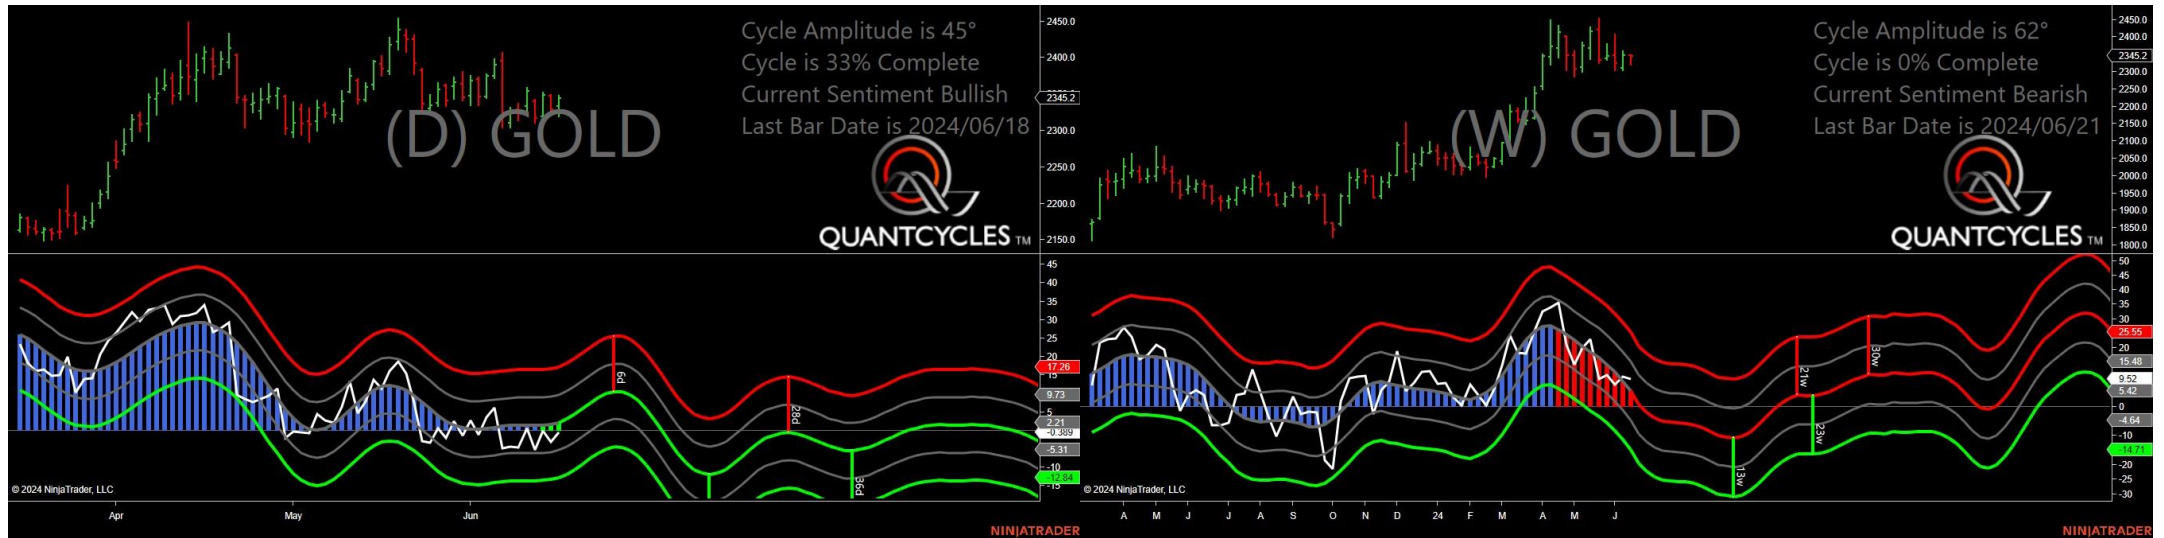 Cycle Amplitude is 45°
Cycle is 33% Complete
Current Sentiment Bullish
Last Bar Date is 2024/06/18
(D) GOLD
QUANTCYCLES TM
2450.0
2400.0
2345.2
2300.0
2250.0
2200.0
2150.0
45
40
35
30
25
20
17.26
15
9.73
5
2.21
-0.389
-5.31
-10
-12.84
-15
6d
28d
36d
© 2024 NinjaTrader, LLC
Apr May Jun
NINJATRADER
Cycle Amplitude is 62°
Cycle is 0% Complete
Current Sentiment Bearish
Last Bar Date is 2024/06/21
(W) GOLD
QUANTCYCLES TM
2450.0
2400.0
2345.2
2300.0
2250.0
2200.0
2150.0
2100.0
2050.0
2000.0
1950.0
1900.0
1850.0
1800.0
50
45
40
35
30
25.55
20
15.48
9.52
5.42
0
-4.64
-10
-14.71
-20
-25
-30
13w
21w
23w
30w
© 2024 NinjaTrader, LLC
A M J J A S O N D 24 F M A M J
NINJATRADER